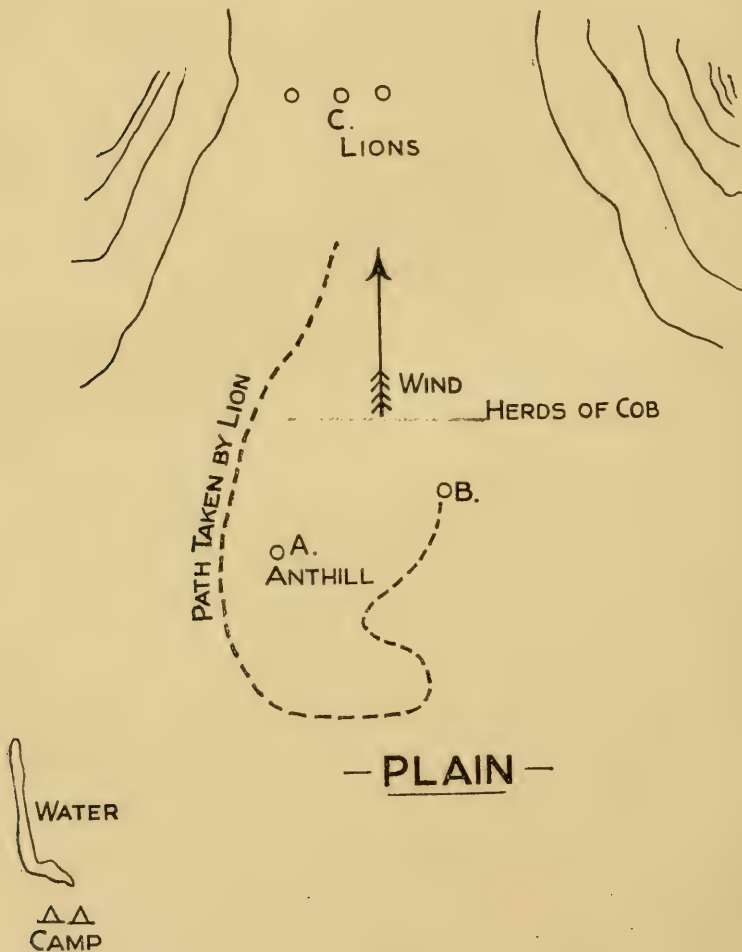 C.
LIONS
WIND
HERDS OF COB
PATH TAKEN BY LION
B.
A.
ANTHILL
– PLAIN –
WATER
CAMP